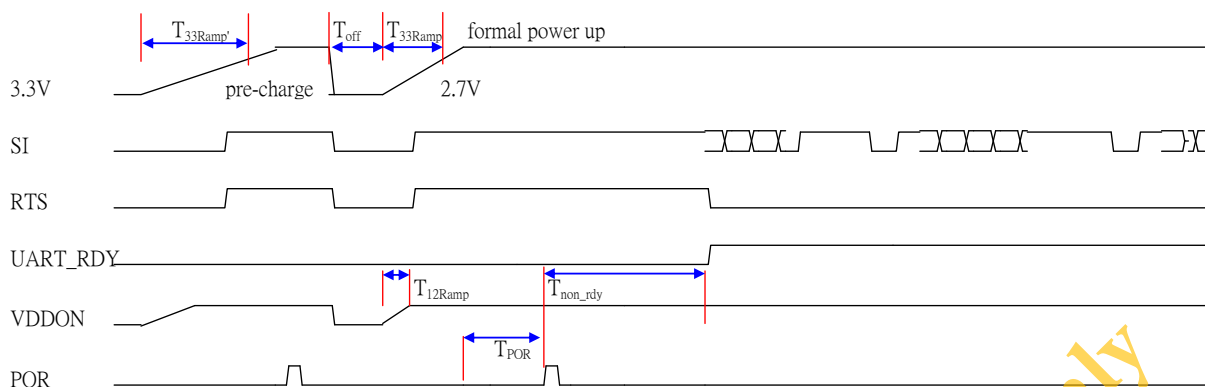 T33Ramp' Toff T33Ramp formal power up
3.3V pre-charge 2.7V
SI
RTS
UART_RDY
T12Ramp Tnon_rdy
VDDON
TPOR
POR
ly